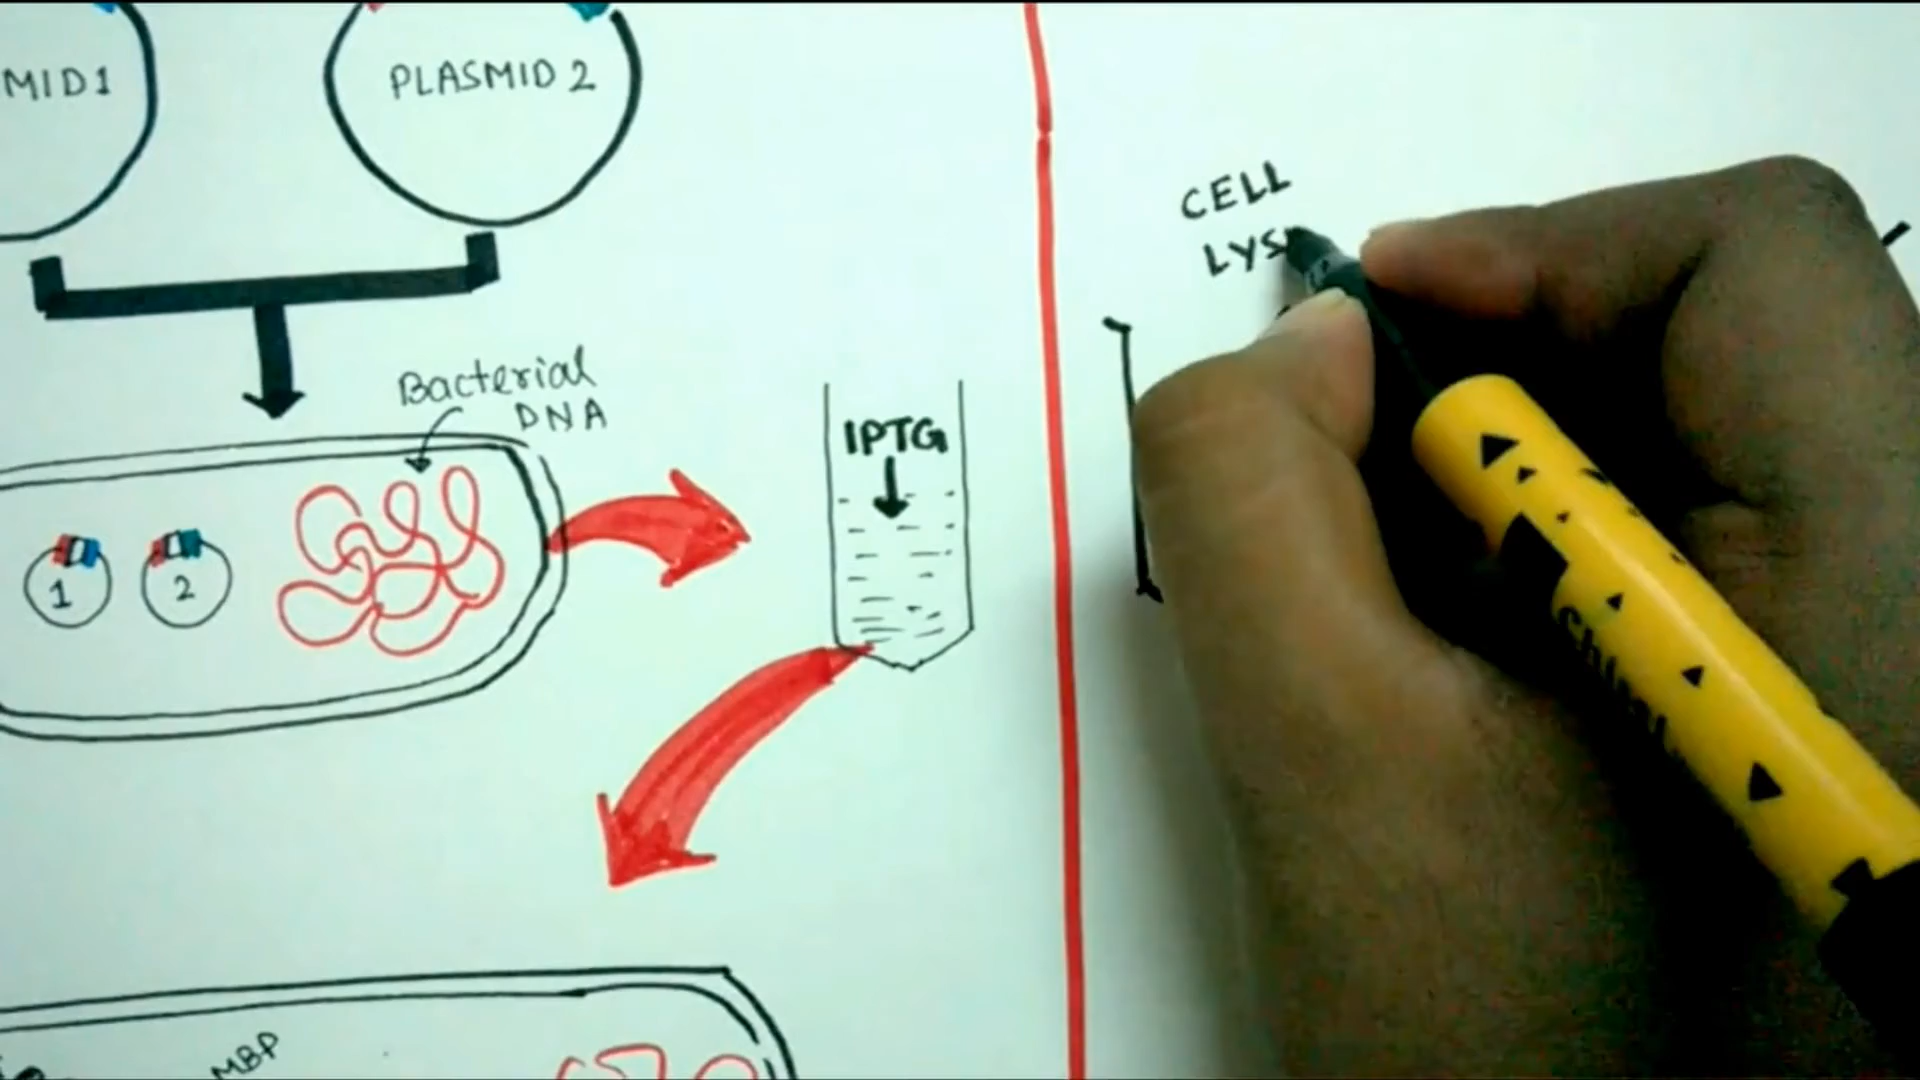 MID1
PLASMID 2
CELL
LYS
Bacterial
DNA
IPTG
1
2
MBP